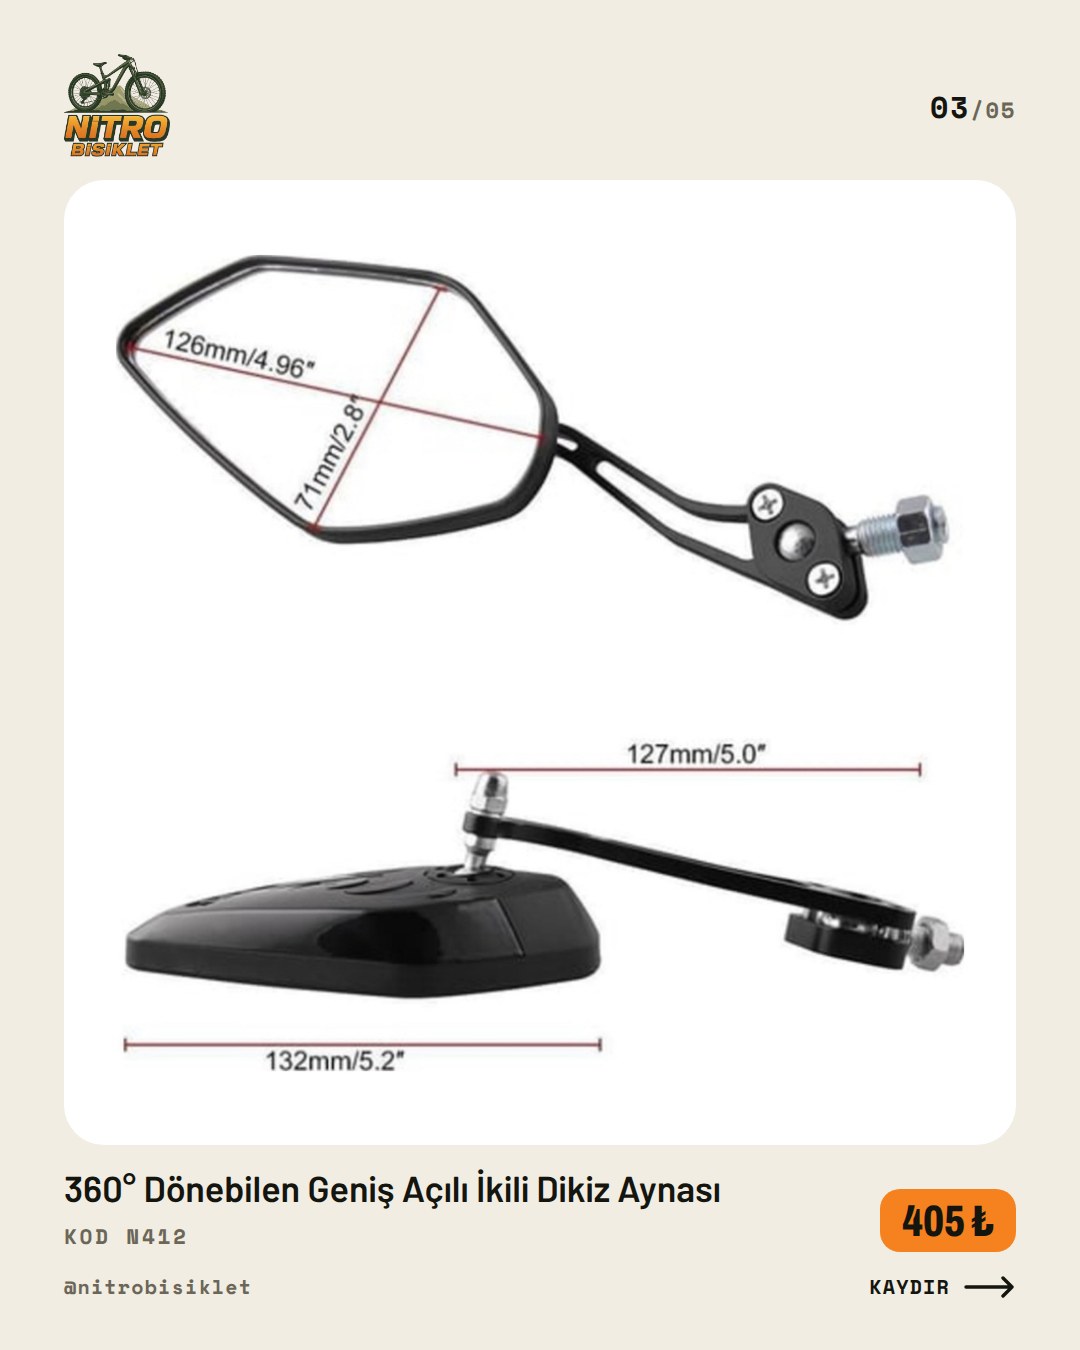 NiTRO
BISIKLET
03/05
126mm/4.96"
71mm/2.8"
127mm/5.0"
132mm/5.2"
360° Dönebilen Geniş Açılı İkili Dikiz Aynası
KOD N412
405 ₺
@nitrobisiklet
KAYDIR